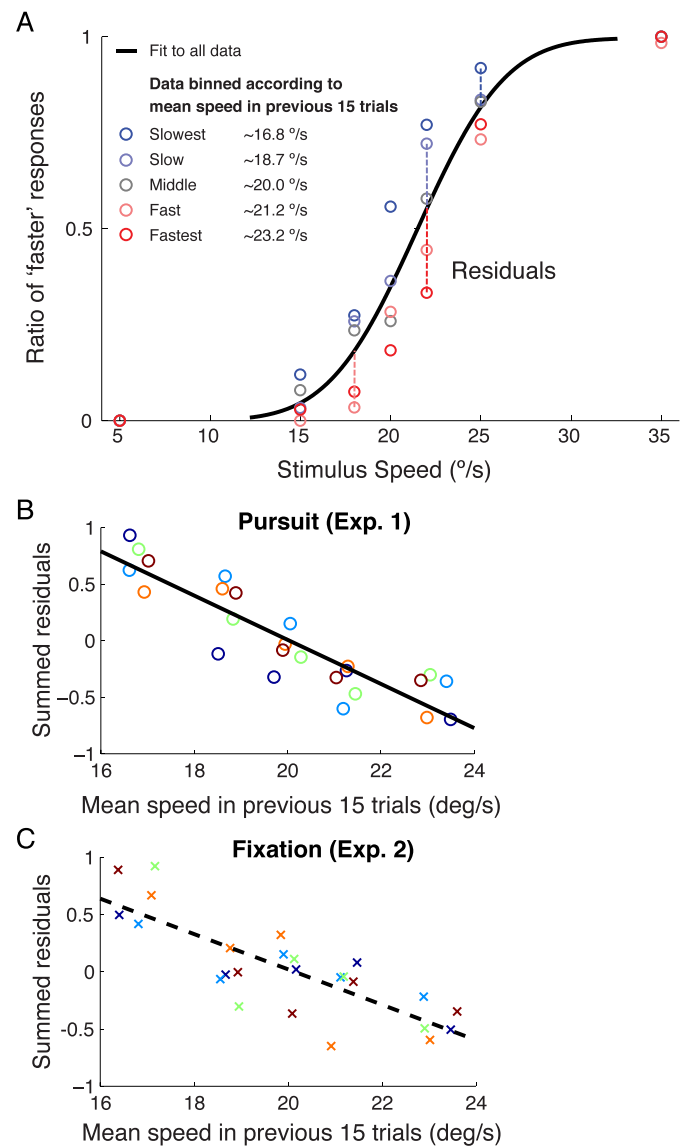 A
Fit to all data
Data binned according to
mean speed in previous 15 trials
Slowest ~16.8 º/s
Slow ~18.7 º/s
Middle ~20.0 º/s
Fast ~21.2 º/s
Fastest ~23.2 º/s
Residuals
Ratio of 'faster' responses
1
0.5
0
5 10 15 20 25 30 35
Stimulus Speed (º/s)
B
Pursuit (Exp. 1)
Summed residuals
1
0.5
0
−0.5
−1
16 18 20 22 24
Mean speed in previous 15 trials (deg/s)
C
Fixation (Exp. 2)
Summed residuals
1
0.5
0
-0.5
−1
16 18 20 22 24
Mean speed in previous 15 trials (deg/s)